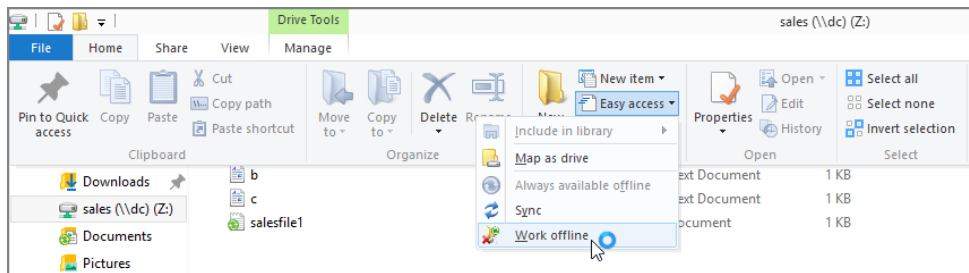 Drive Tools
sales (\\dc) (Z:)
File Home Share View Manage
Pin to Quick access
Copy
Paste
Cut
Copy path
Paste shortcut
Clipboard
Move to
Copy to
Delete
Organize
New item
Easy access
Include in library
Map as drive
Always available offline
Sync
Work offline
Properties
Open
Edit
History
Open
Select all
Select none
Invert selection
Select
Downloads
sales (\\dc) (Z:)
Documents
Pictures
b ext Document 1 KB
c ext Document 1 KB
salesfile1 ocument 1 KB